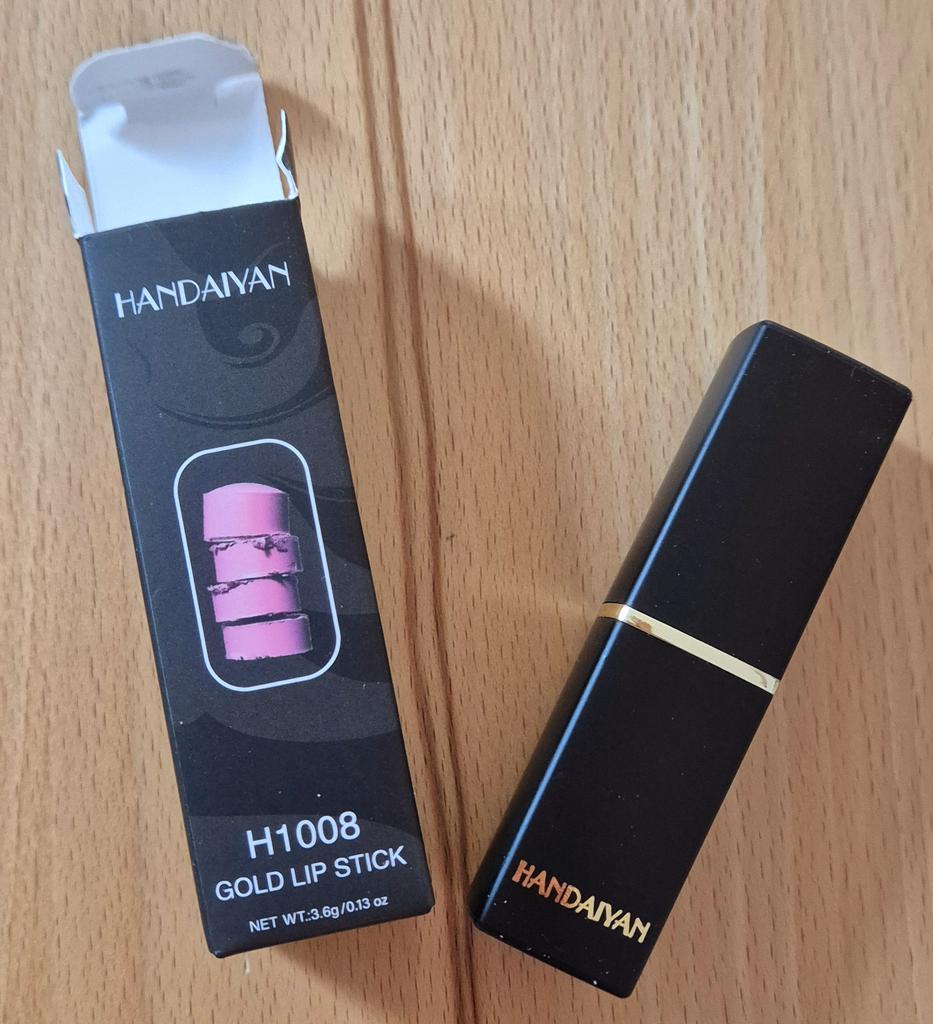 HANDAIYAN
H1008
GOLD LIP STICK
NET WT.:3.6g/0.13 oz
HANDAIYAN